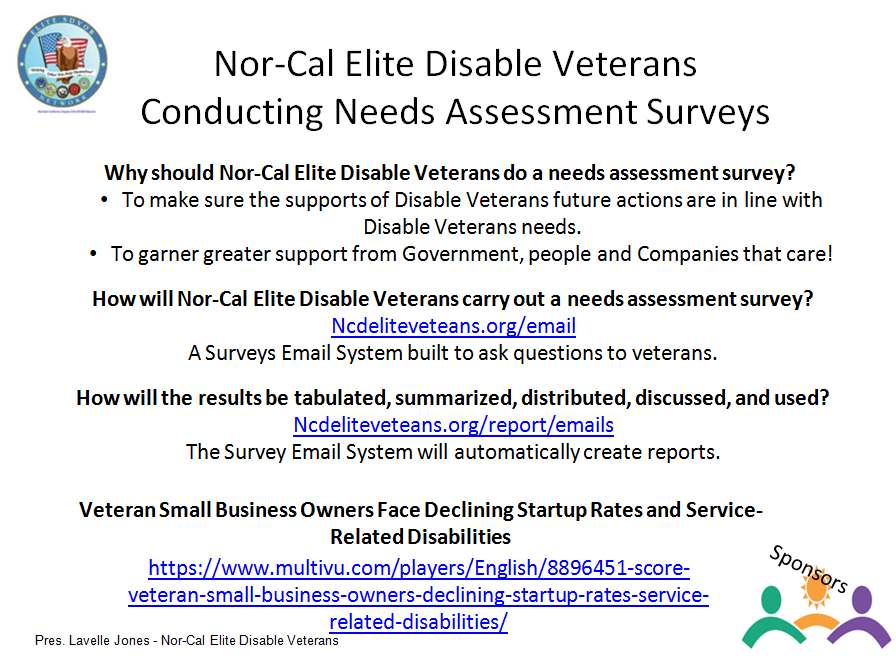 ELITE SDVOB
NETWORK
Nor-Cal Elite Disable Veterans
Conducting Needs Assessment Surveys
Why should Nor-Cal Elite Disable Veterans do a needs assessment survey?
• To make sure the supports of Disable Veterans future actions are in line with
Disable Veterans needs.
• To garner greater support from Government, people and Companies that care!
How will Nor-Cal Elite Disable Veterans carry out a needs assessment survey?
Ncdeliteveteans.org/email
A Surveys Email System built to ask questions to veterans.
How will the results be tabulated, summarized, distributed, discussed, and used?
Ncdeliteveteans.org/report/emails
The Survey Email System will automatically create reports.
Veteran Small Business Owners Face Declining Startup Rates and Service-
Related Disabilities
https://www.multivu.com/players/English/8896451-score-
veteran-small-business-owners-declining-startup-rates-service-
related-disabilities/
Sponsors
Pres. Lavelle Jones - Nor-Cal Elite Disable Veterans